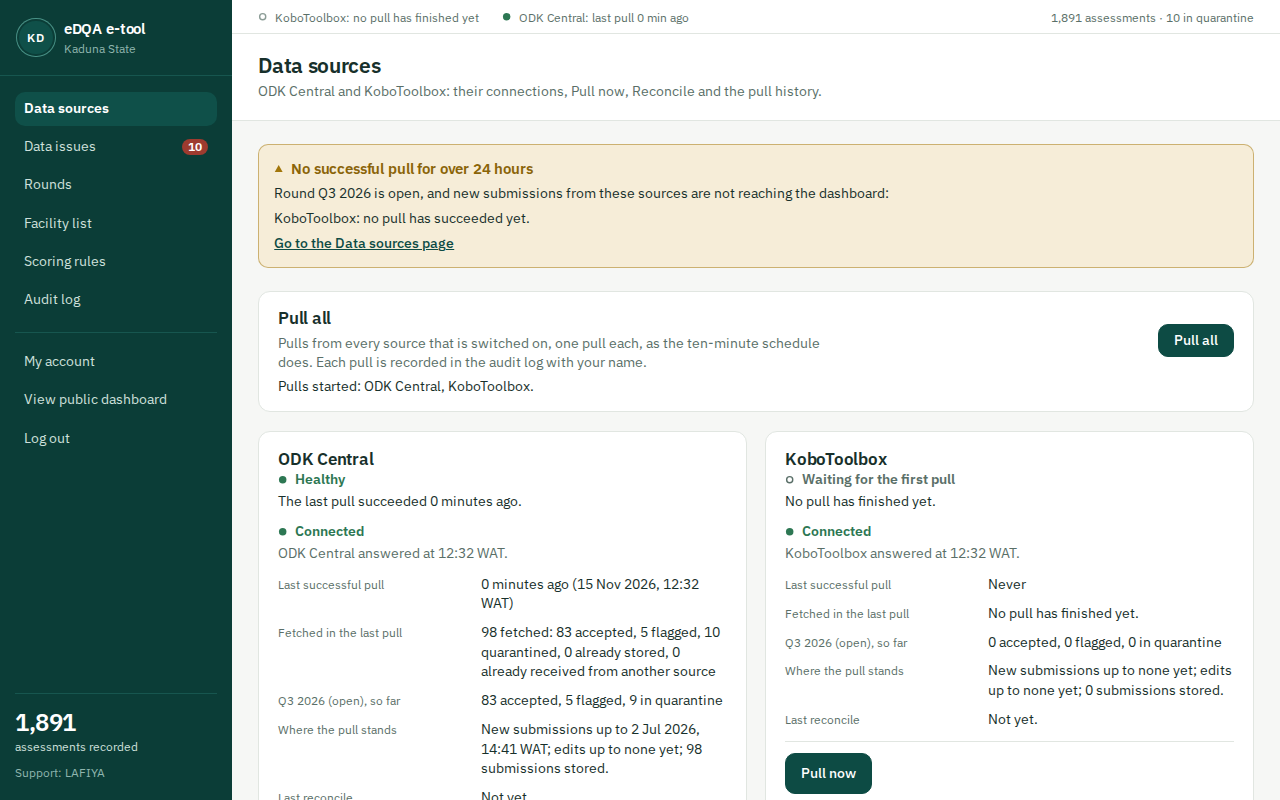 KD
eDQA e-tool
Kaduna State
Data sources
Data issues 10
Rounds
Facility list
Scoring rules
Audit log
My account
View public dashboard
Log out
1,891
assessments recorded
Support: LAFIYA
KoboToolbox: no pull has finished yet
ODK Central: last pull 0 min ago
1,891 assessments · 10 in quarantine
Data sources
ODK Central and KoboToolbox: their connections, Pull now, Reconcile and the pull history.
No successful pull for over 24 hours
Round Q3 2026 is open, and new submissions from these sources are not reaching the dashboard:
KoboToolbox: no pull has succeeded yet.
Go to the Data sources page
Pull all
Pulls from every source that is switched on, one pull each, as the ten-minute schedule
does. Each pull is recorded in the audit log with your name.
Pulls started: ODK Central, KoboToolbox.
Pull all
ODK Central
Healthy
The last pull succeeded 0 minutes ago.
Connected
ODK Central answered at 12:32 WAT.
Last successful pull
0 minutes ago (15 Nov 2026, 12:32
WAT)
Fetched in the last pull
98 fetched: 83 accepted, 5 flagged, 10
quarantined, 0 already stored, 0
already received from another source
Q3 2026 (open), so far
83 accepted, 5 flagged, 9 in quarantine
Where the pull stands
New submissions up to 2 Jul 2026,
14:41 WAT; edits up to none yet; 98
submissions stored.
Last reconcile
Not yet.
KoboToolbox
Waiting for the first pull
No pull has finished yet.
Connected
KoboToolbox answered at 12:32 WAT.
Last successful pull
Never
Fetched in the last pull
No pull has finished yet.
Q3 2026 (open), so far
0 accepted, 0 flagged, 0 in quarantine
Where the pull stands
New submissions up to none yet; edits
up to none yet; 0 submissions stored.
Last reconcile
Not yet.
Pull now